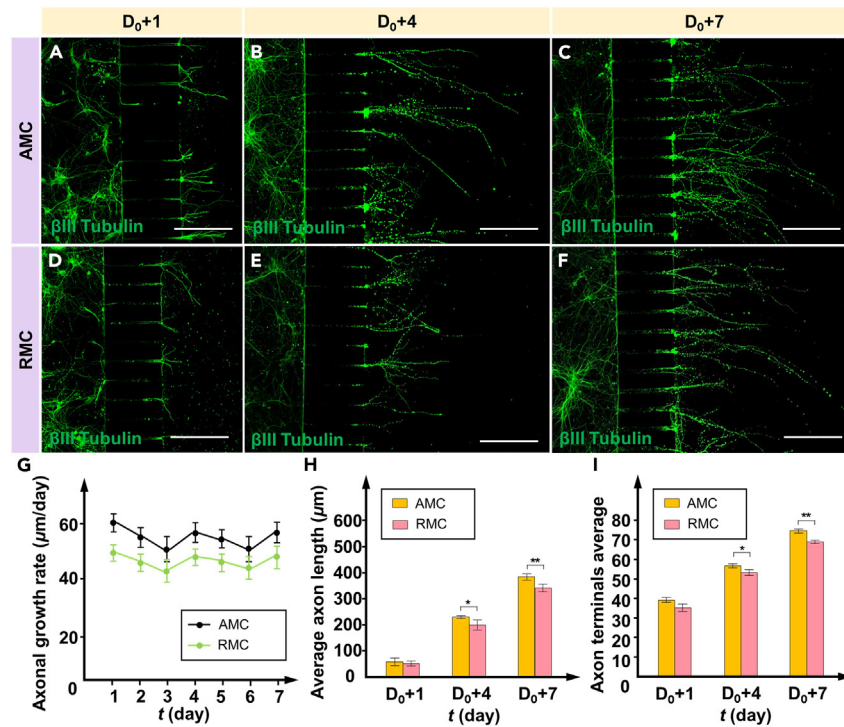 D₀+1 D₀+4 D₀+7
AMC
A
βIII Tubulin
B
βIII Tubulin
C
βIII Tubulin
RMC
D
βIII Tubulin
E
βIII Tubulin
F
βIII Tubulin
G
Axonal growth rate (μm/day)
60
40
20
0
AMC
RMC
1 2 3 4 5 6 7
t (day)
H
Average axon length (μm)
600
500
400
300
200
100
0
AMC
RMC
*
**
D₀+1 D₀+4 D₀+7
t (day)
I
Axon terminals average
80
70
60
50
40
30
20
10
0
AMC
RMC
*
**
D₀+1 D₀+4 D₀+7
t (day)